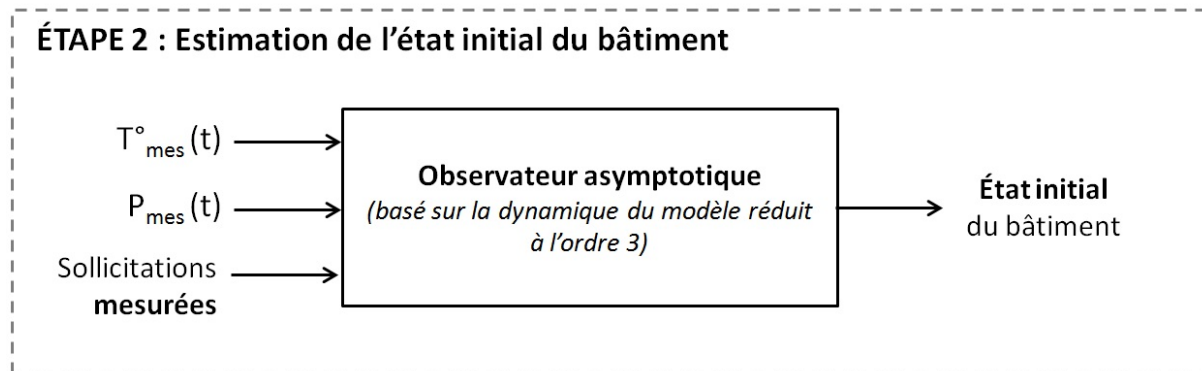 ÉTAPE 2 : Estimation de l’état initial du bâtiment
T°mes (t)
Pmes (t)
Sollicitations
mesurées
Observateur asymptotique
(basé sur la dynamique du modèle réduit
à l’ordre 3)
État initial
du bâtiment